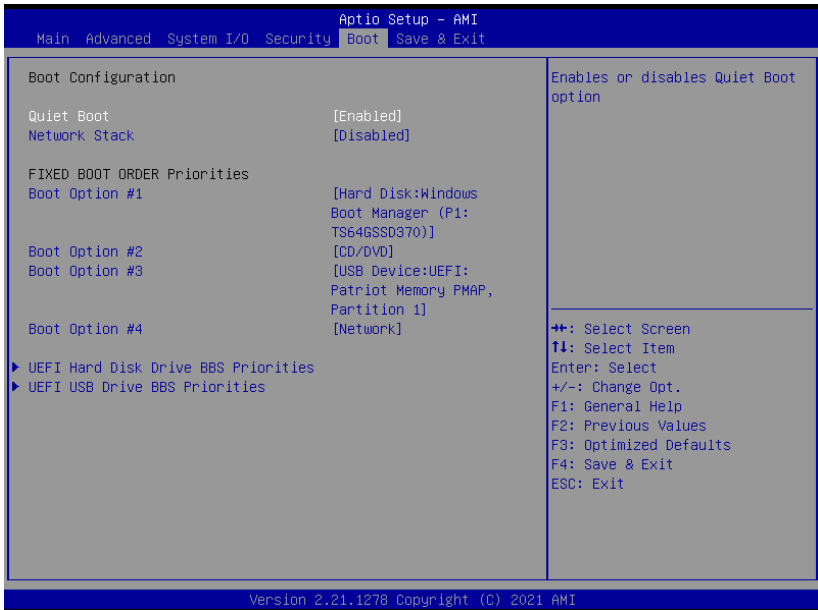 Aptio Setup – AMI
Main Advanced System I/O Security Boot Save & Exit
Boot Configuration
Quiet Boot [Enabled]
Network Stack [Disabled]
FIXED BOOT ORDER Priorities
Boot Option #1 [Hard Disk:Windows
Boot Manager (P1:
TS64GSSD370)]
Boot Option #2 [CD/DVD]
Boot Option #3 [USB Device:UEFI:
Patriot Memory PMAP,
Partition 1]
Boot Option #4 [Network]
UEFI Hard Disk Drive BBS Priorities
UEFI USB Drive BBS Priorities
Enables or disables Quiet Boot
option
→←: Select Screen
↑↓: Select Item
Enter: Select
+/-: Change Opt.
F1: General Help
F2: Previous Values
F3: Optimized Defaults
F4: Save & Exit
ESC: Exit
Version 2.21.1278 Copyright (C) 2021 AMI